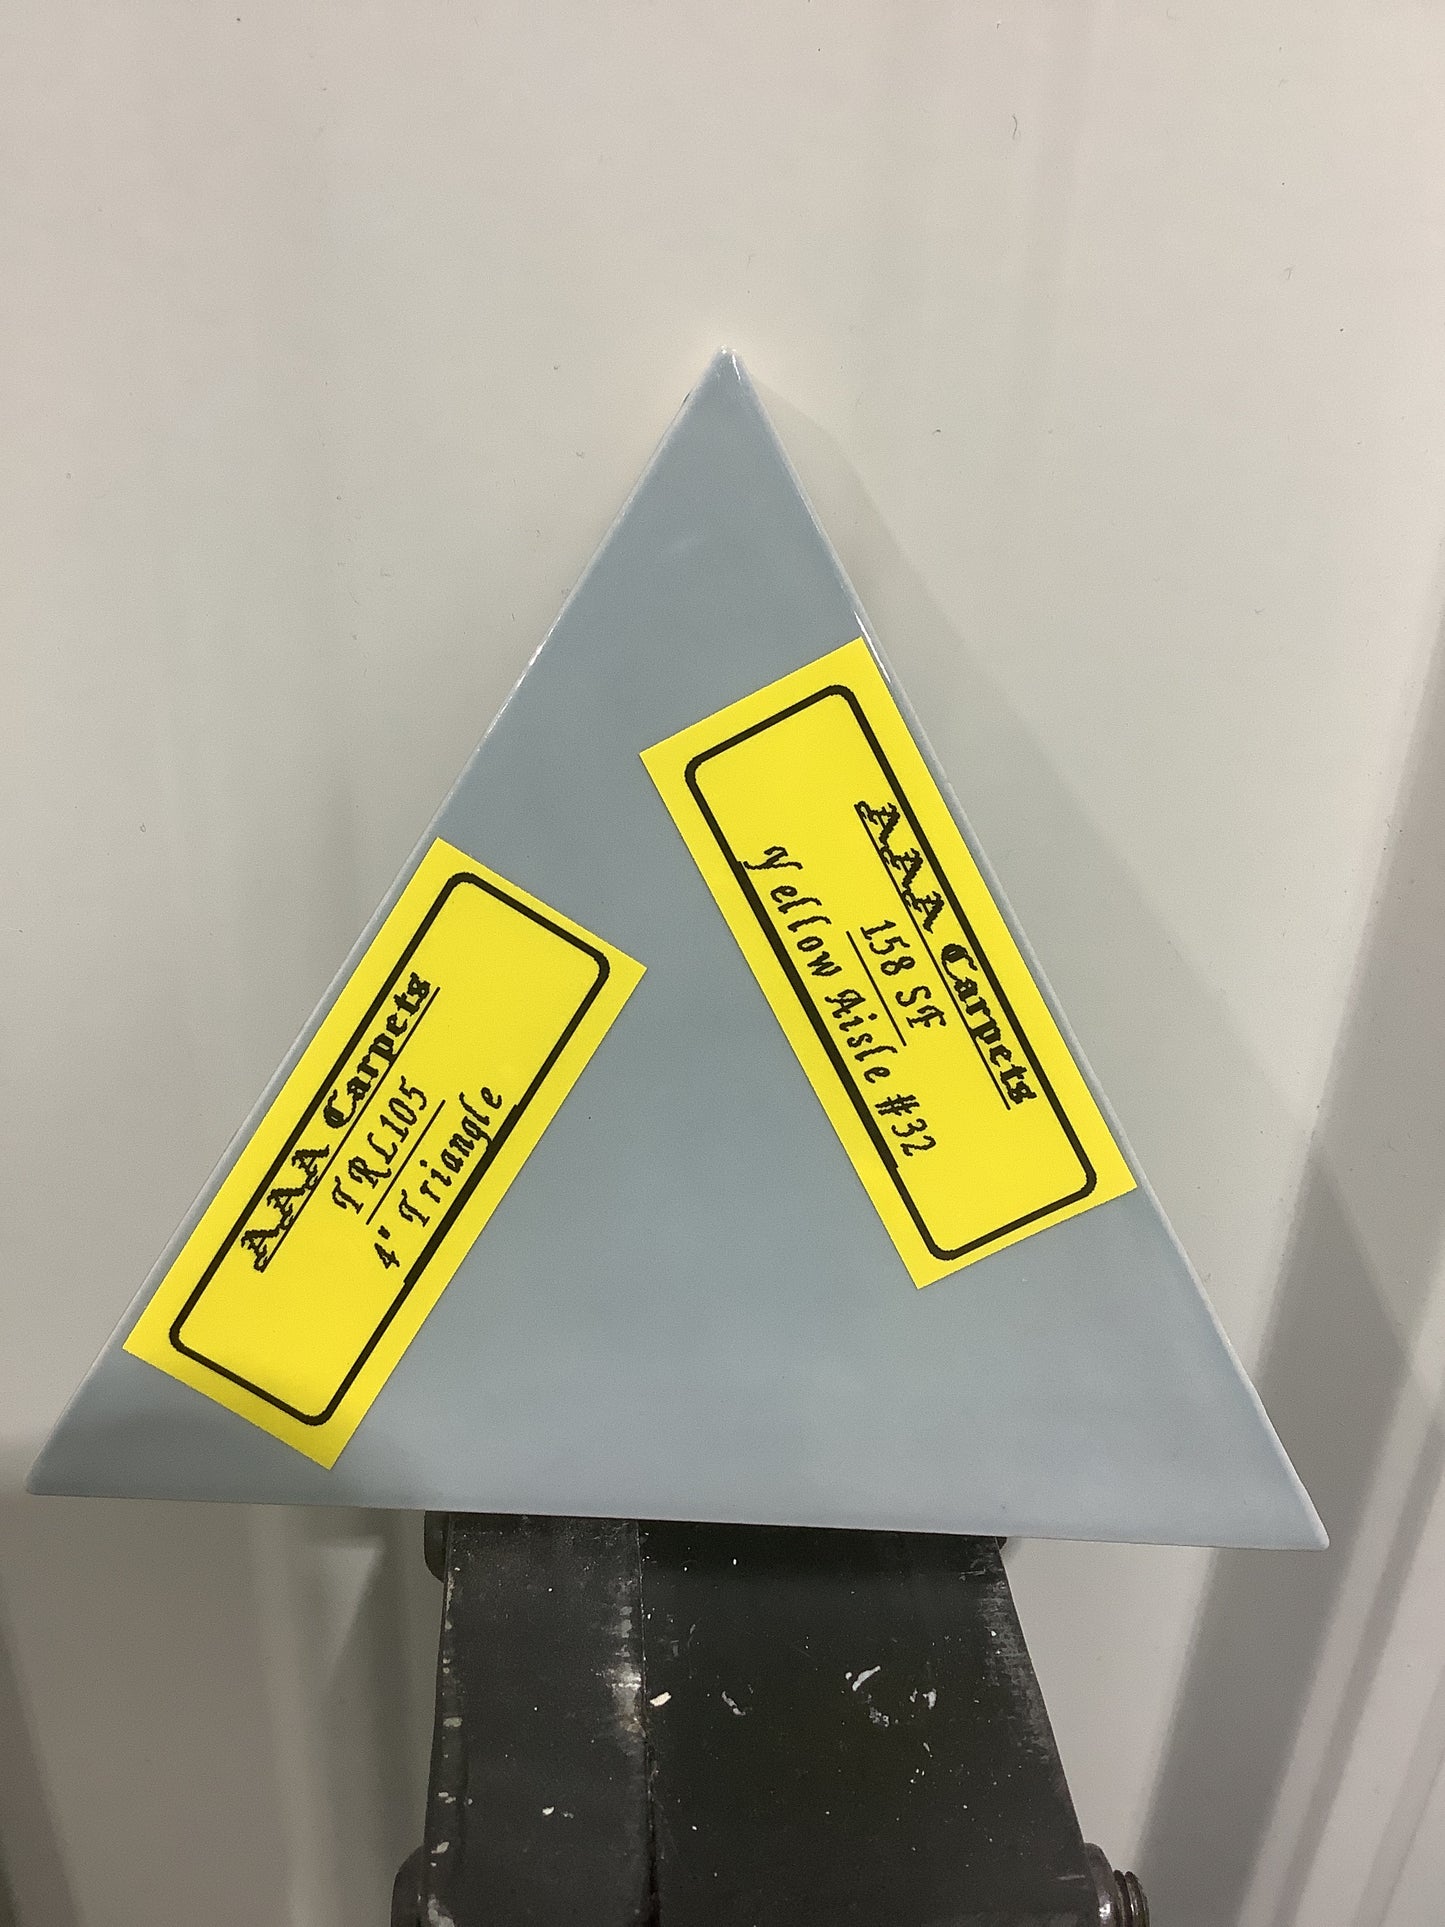 AAA Carpets
TRL105
4" Triangle
AAA Carpets
158 SF
Yellow Aisle #32